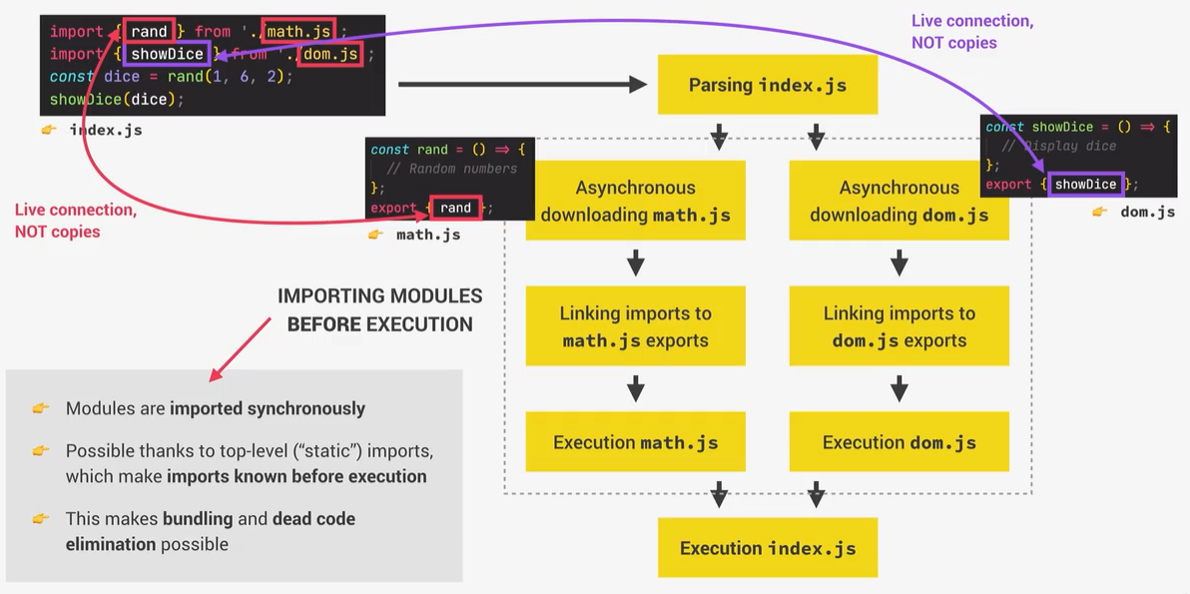 import { rand } from './math.js';
import { showDice } from './dom.js';
const dice = rand(1, 6, 2);
showDice(dice);
index.js
Live connection,
NOT copies
const rand = () => {
// Random numbers
};
export { rand };
math.js
Live connection,
NOT copies
const showDice = () => {
// Display dice
};
export { showDice };
dom.js
Parsing index.js
Asynchronous
downloading math.js
Asynchronous
downloading dom.js
Linking imports to
math.js exports
Linking imports to
dom.js exports
Execution math.js
Execution dom.js
Execution index.js
IMPORTING MODULES
BEFORE EXECUTION
Modules are imported synchronously
Possible thanks to top-level (“static”) imports,
which make imports known before execution
This makes bundling and dead code
elimination possible